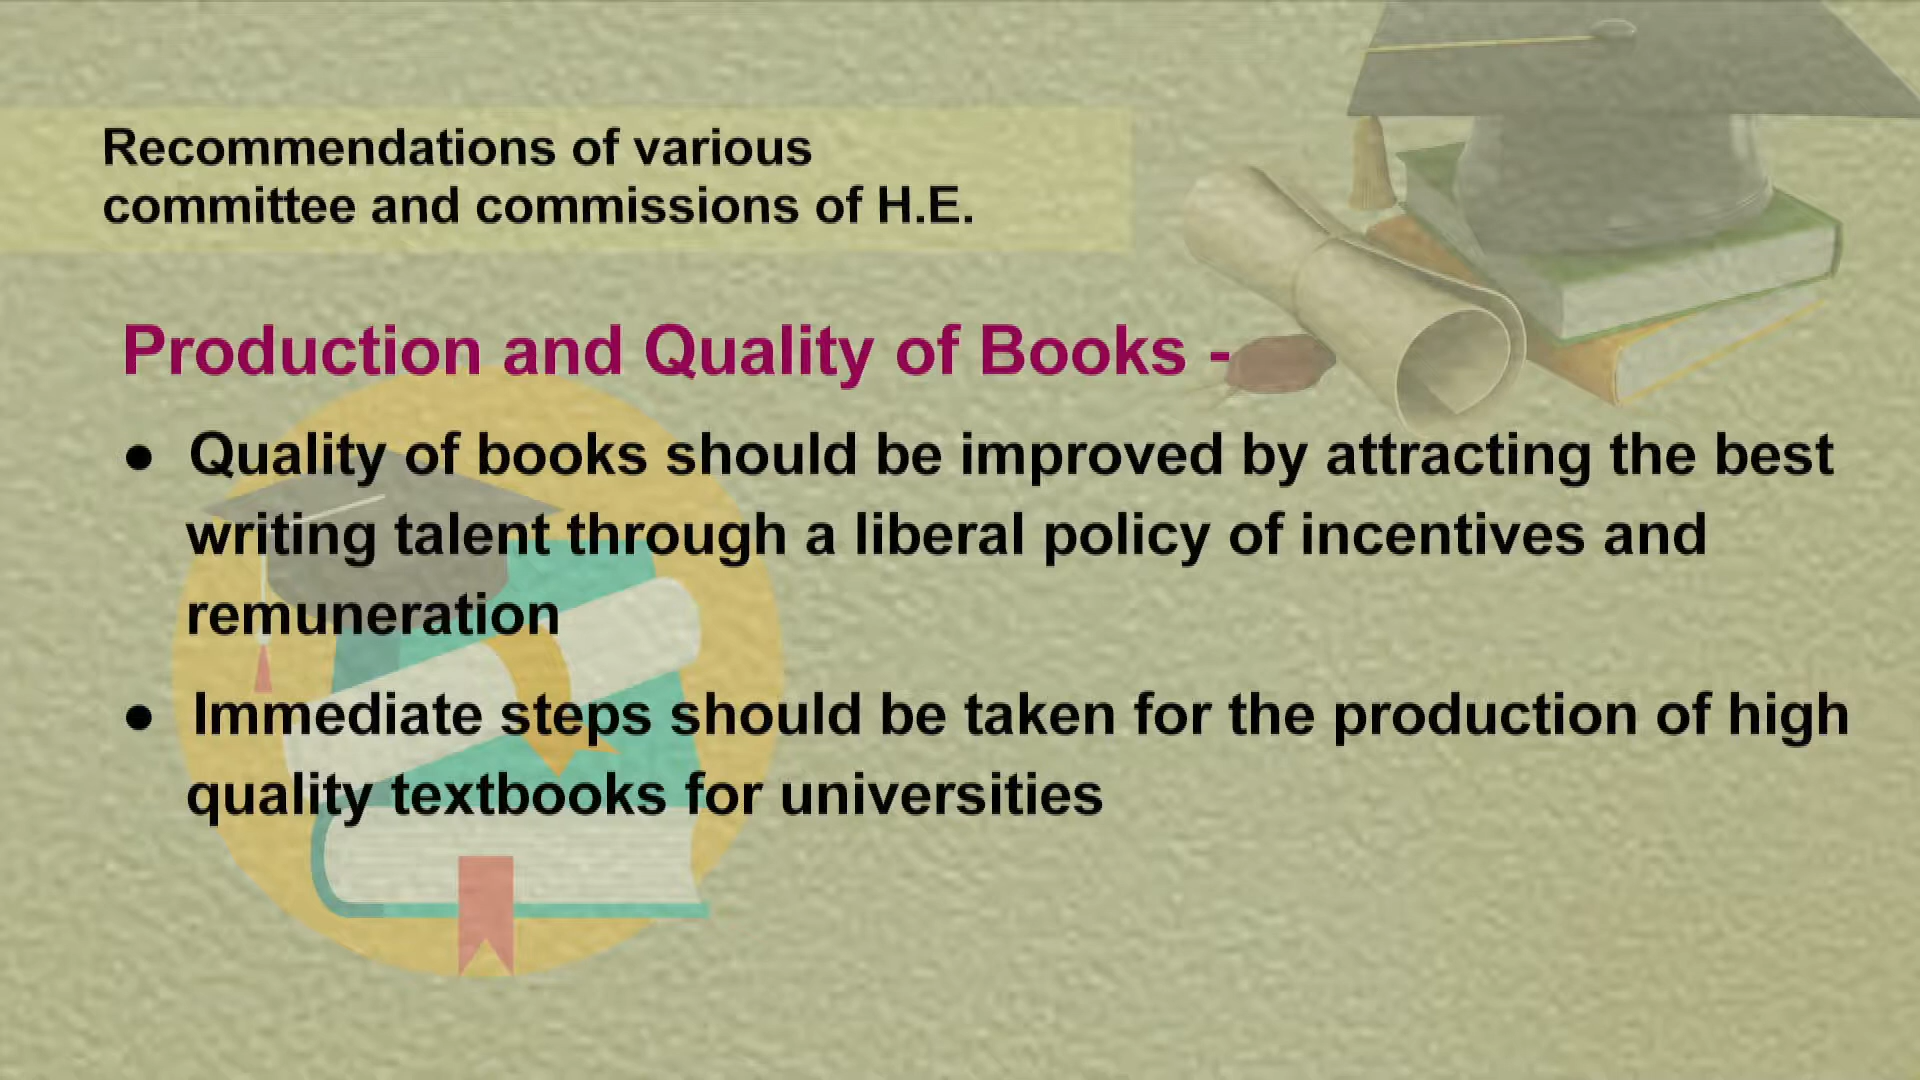 Recommendations of various
committee and commissions of H.E.
Production and Quality of Books -
● Quality of books should be improved by attracting the best
writing talent through a liberal policy of incentives and
remuneration
● Immediate steps should be taken for the production of high
quality textbooks for universities